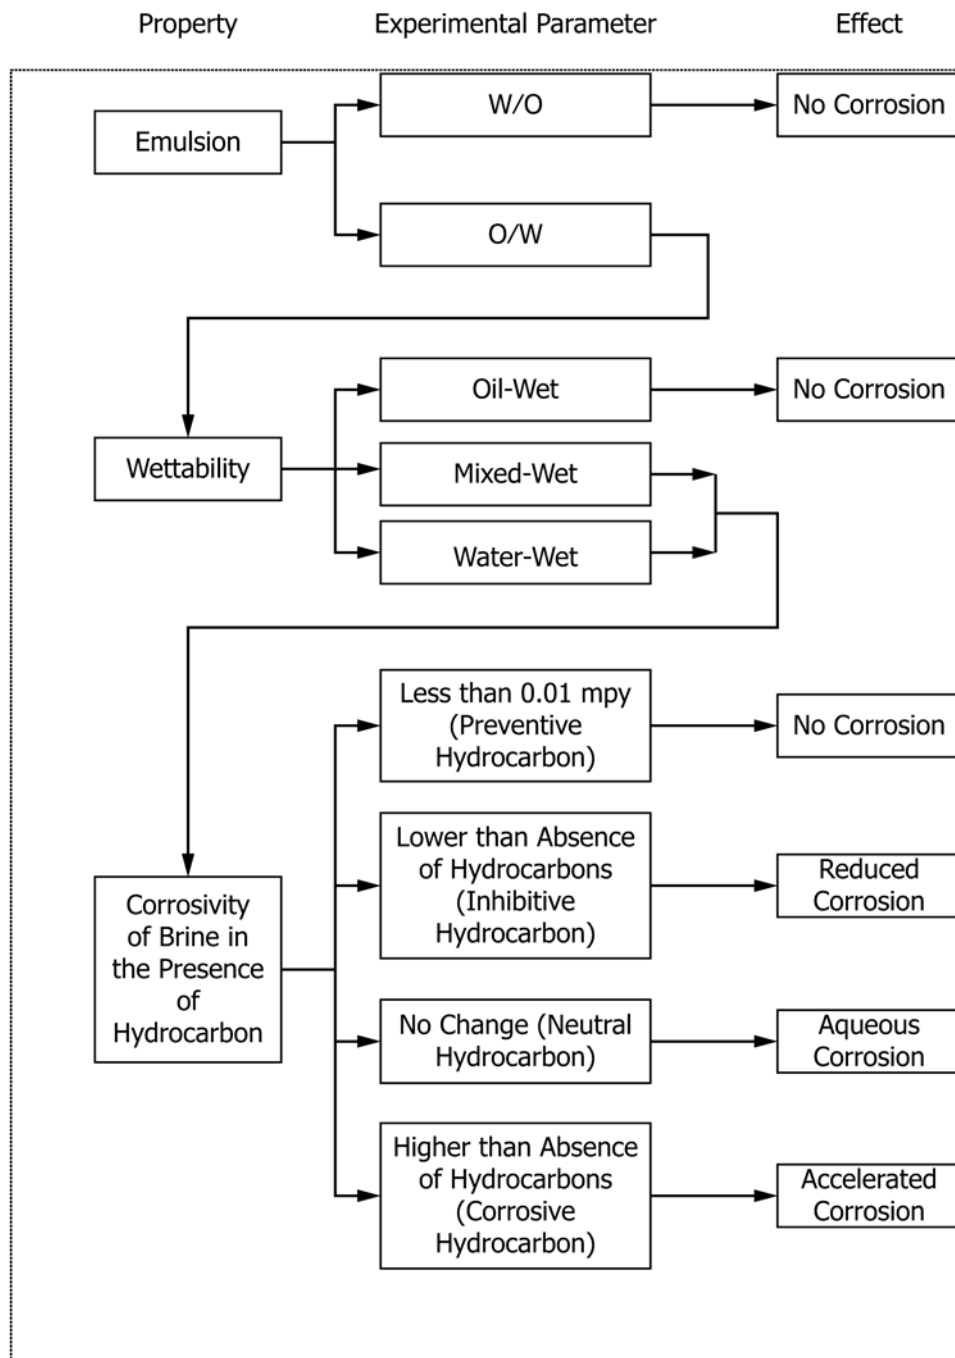 Property
Experimental Parameter
Effect
Emulsion
W/O
No Corrosion
O/W
Wettability
Oil-Wet
No Corrosion
Mixed-Wet
Water-Wet
Corrosivity
of Brine in
the Presence
of
Hydrocarbon
Less than 0.01 mpy
(Preventive
Hydrocarbon)
No Corrosion
Lower than Absence
of Hydrocarbons
(Inhibitive
Hydrocarbon)
Reduced
Corrosion
No Change (Neutral
Hydrocarbon)
Aqueous
Corrosion
Higher than Absence
of Hydrocarbons
(Corrosive
Hydrocarbon)
Accelerated
Corrosion